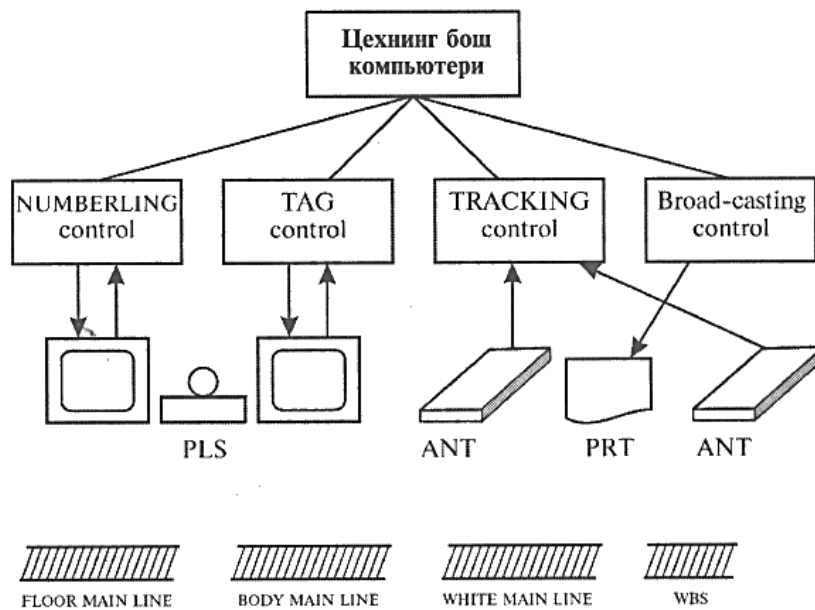 Цехнинг бош
компьютери
NUMBERLING
control
TAG
control
TRACKING
control
Broad-casting
control
PLS
ANT
PRT
ANT
FLOOR MAIN LINE
BODY MAIN LINE
WHITE MAIN LINE
WBS